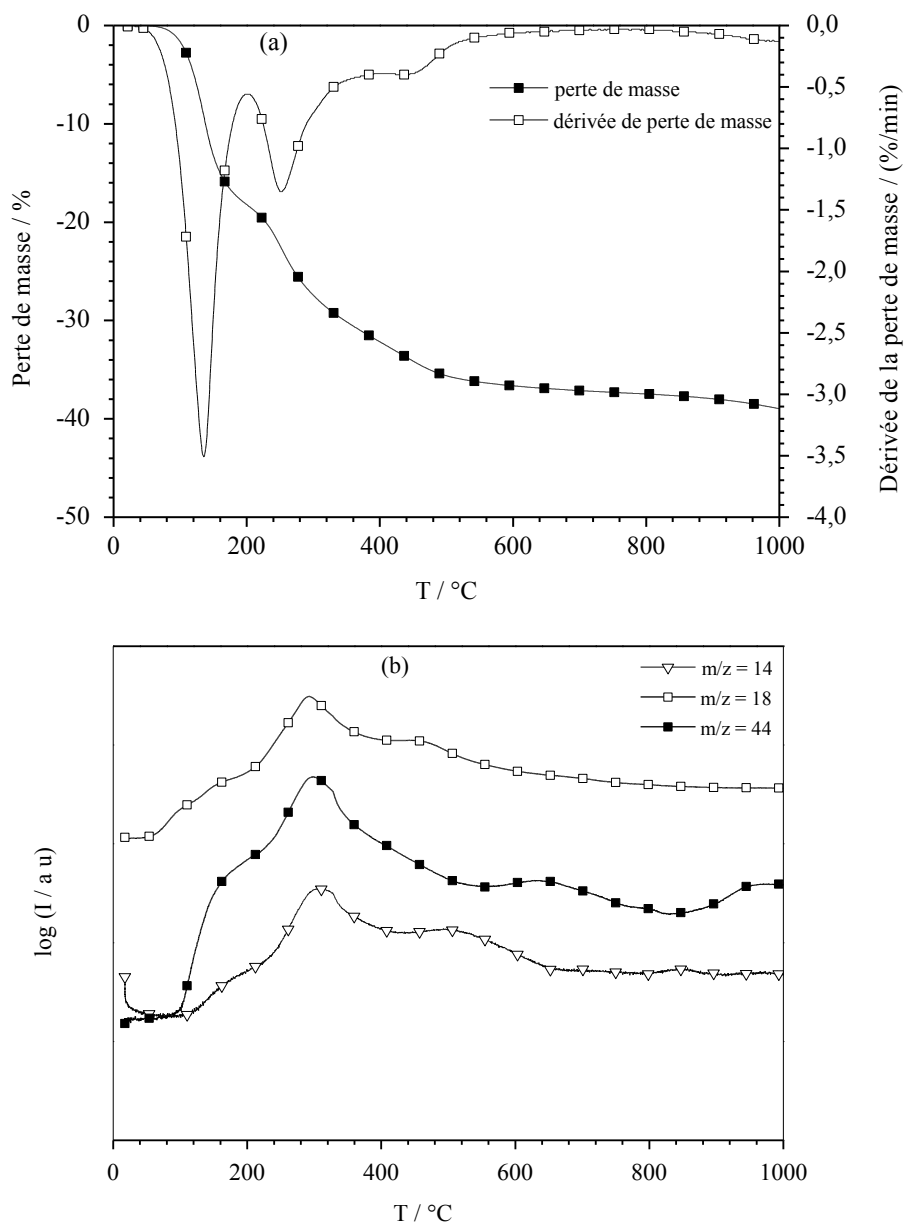 (a)
perte de masse
dérivée de perte de masse
0
-10
-20
-30
-40
-50
Perte de masse / %
0,0
-0,5
-1,0
-1,5
-2,0
-2,5
-3,0
-3,5
-4,0
Dérivée de la perte de masse / (%/min)
0 200 400 600 800 1000
T / °C
(b)
m/z = 14
m/z = 18
m/z = 44
log (I / a u)
0 200 400 600 800 1000
T / °C